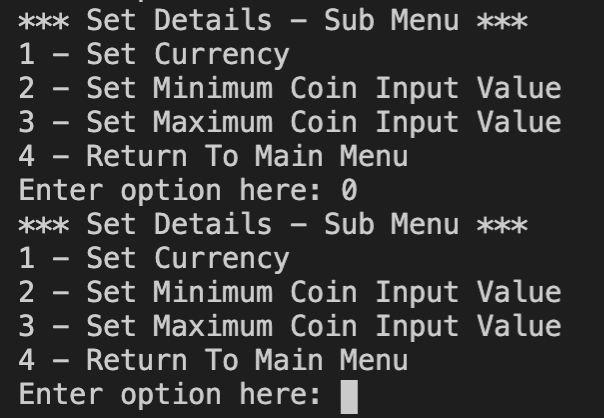 *** Set Details – Sub Menu ***
1 – Set Currency
2 – Set Minimum Coin Input Value
3 – Set Maximum Coin Input Value
4 – Return To Main Menu
Enter option here: 0
*** Set Details – Sub Menu ***
1 – Set Currency
2 – Set Minimum Coin Input Value
3 – Set Maximum Coin Input Value
4 – Return To Main Menu
Enter option here: